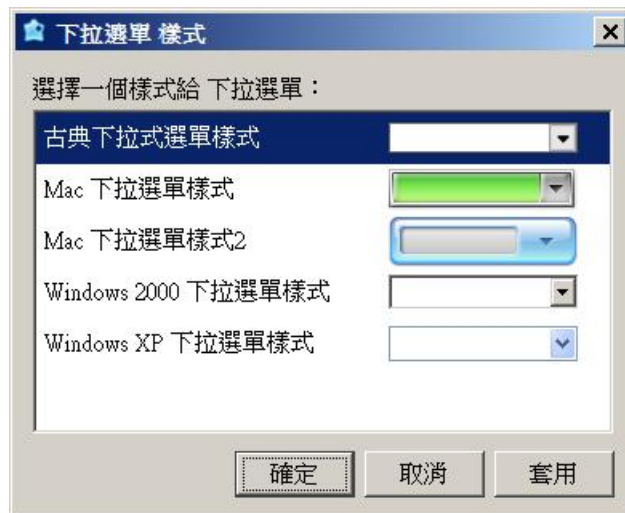 下拉選單 樣式
選擇一個樣式給 下拉選單：
古典下拉式選單樣式
Mac 下拉選單樣式
Mac 下拉選單樣式2
Windows 2000 下拉選單樣式
Windows XP 下拉選單樣式
確定 取消 套用